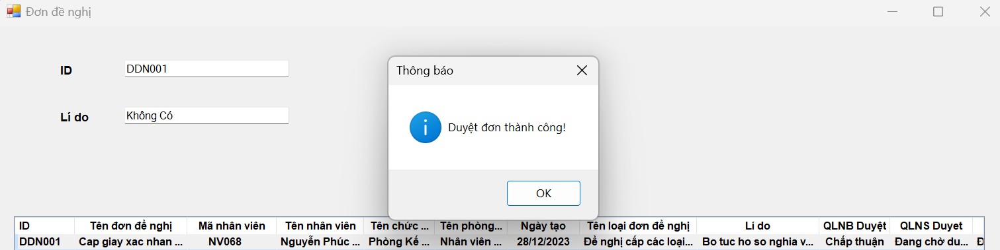 Đơn đề nghị
ID DDN001
Lí do Không Có
Thông báo
Duyệt đơn thành công!
OK
ID Tên đơn đề nghị Mã nhân viên Tên nhân viên Tên chức ... Tên phòng... Ngày tạo Tên loại đơn đề nghị Lí do QLNB Duyệt QLNS Duyet
DDN001 Cap giay xac nhan ... NV068 Nguyễn Phúc ... Phòng Kế ... Nhân viên ... 28/12/2023 Đề nghị cấp các loại... Bo tuc ho so nghia v... Chấp thuận Đang chờ du...